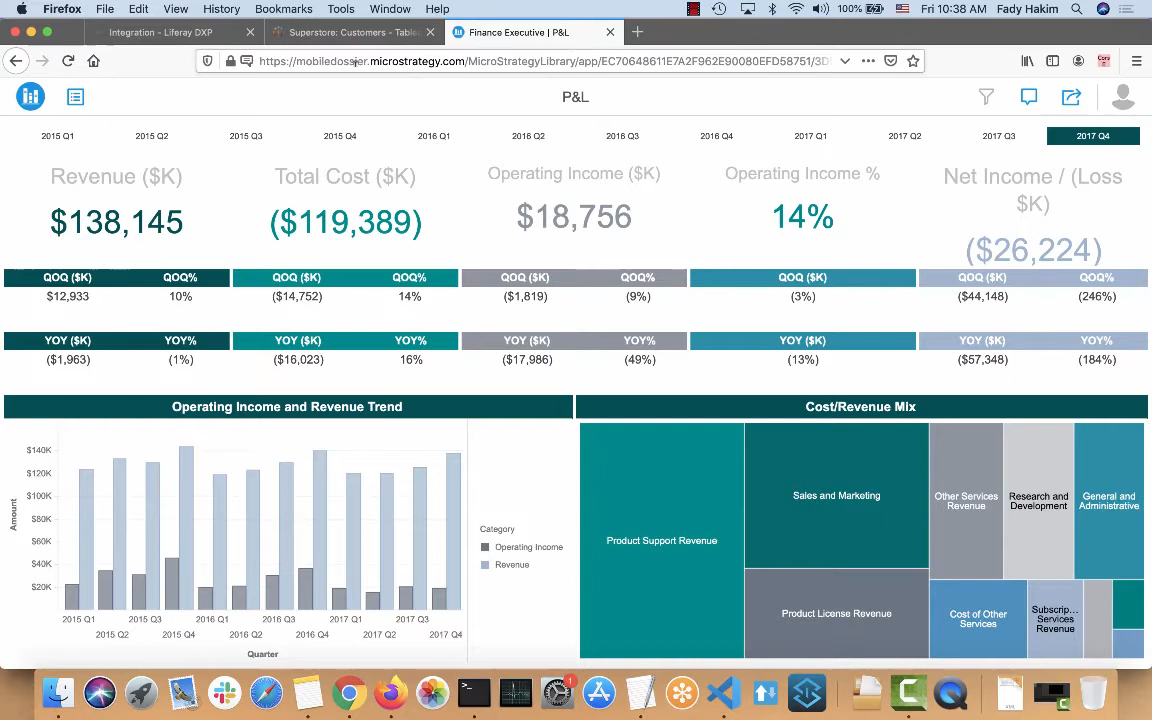 Firefox File Edit View History Bookmarks Tools Window Help 100% Fri 10:38 AM Fady Hakim
Integration - Liferay DXP Superstore: Customers - Table Finance Executive | P&L
https://mobiledossier.microstrategy.com/MicroStrategyLibrary/app/EC70648611E7A2F962E90080EFD58751/3D
P&L
2015 Q1 2015 Q2 2015 Q3 2015 Q4 2016 Q1 2016 Q2 2016 Q3 2016 Q4 2017 Q1 2017 Q2 2017 Q3 2017 Q4
Revenue ($K)
$138,145
Total Cost ($K)
($119,389)
Operating Income ($K)
$18,756
Operating Income %
14%
Net Income / (Loss
$K)
($26,224)
QOQ ($K) QOQ% QOQ ($K) QOQ% QOQ ($K) QOQ% QOQ ($K) QOQ ($K) QOQ%
$12,933 10% ($14,752) 14% ($1,819) (9%) (3%) ($44,148) (246%)
YOY ($K) YOY% YOY ($K) YOY% YOY ($K) YOY% YOY ($K) YOY ($K) YOY%
($1,963) (1%) ($16,023) 16% ($17,986) (49%) (13%) ($57,348) (184%)
Operating Income and Revenue Trend
$140K
$120K
$100K
$80K
$60K
$40K
$20K
Amount
2015 Q1 2015 Q3 2016 Q1 2016 Q3 2017 Q1 2017 Q3
2015 Q2 2015 Q4 2016 Q2 2016 Q4 2017 Q2 2017 Q4
Quarter
Category
Operating Income
Revenue
Cost/Revenue Mix
Product Support Revenue
Sales and Marketing
Product License Revenue
Other Services
Revenue
Research and
Development
General and
Administrative
Cost of Other
Services
Subscrip...
Services
Revenue
1